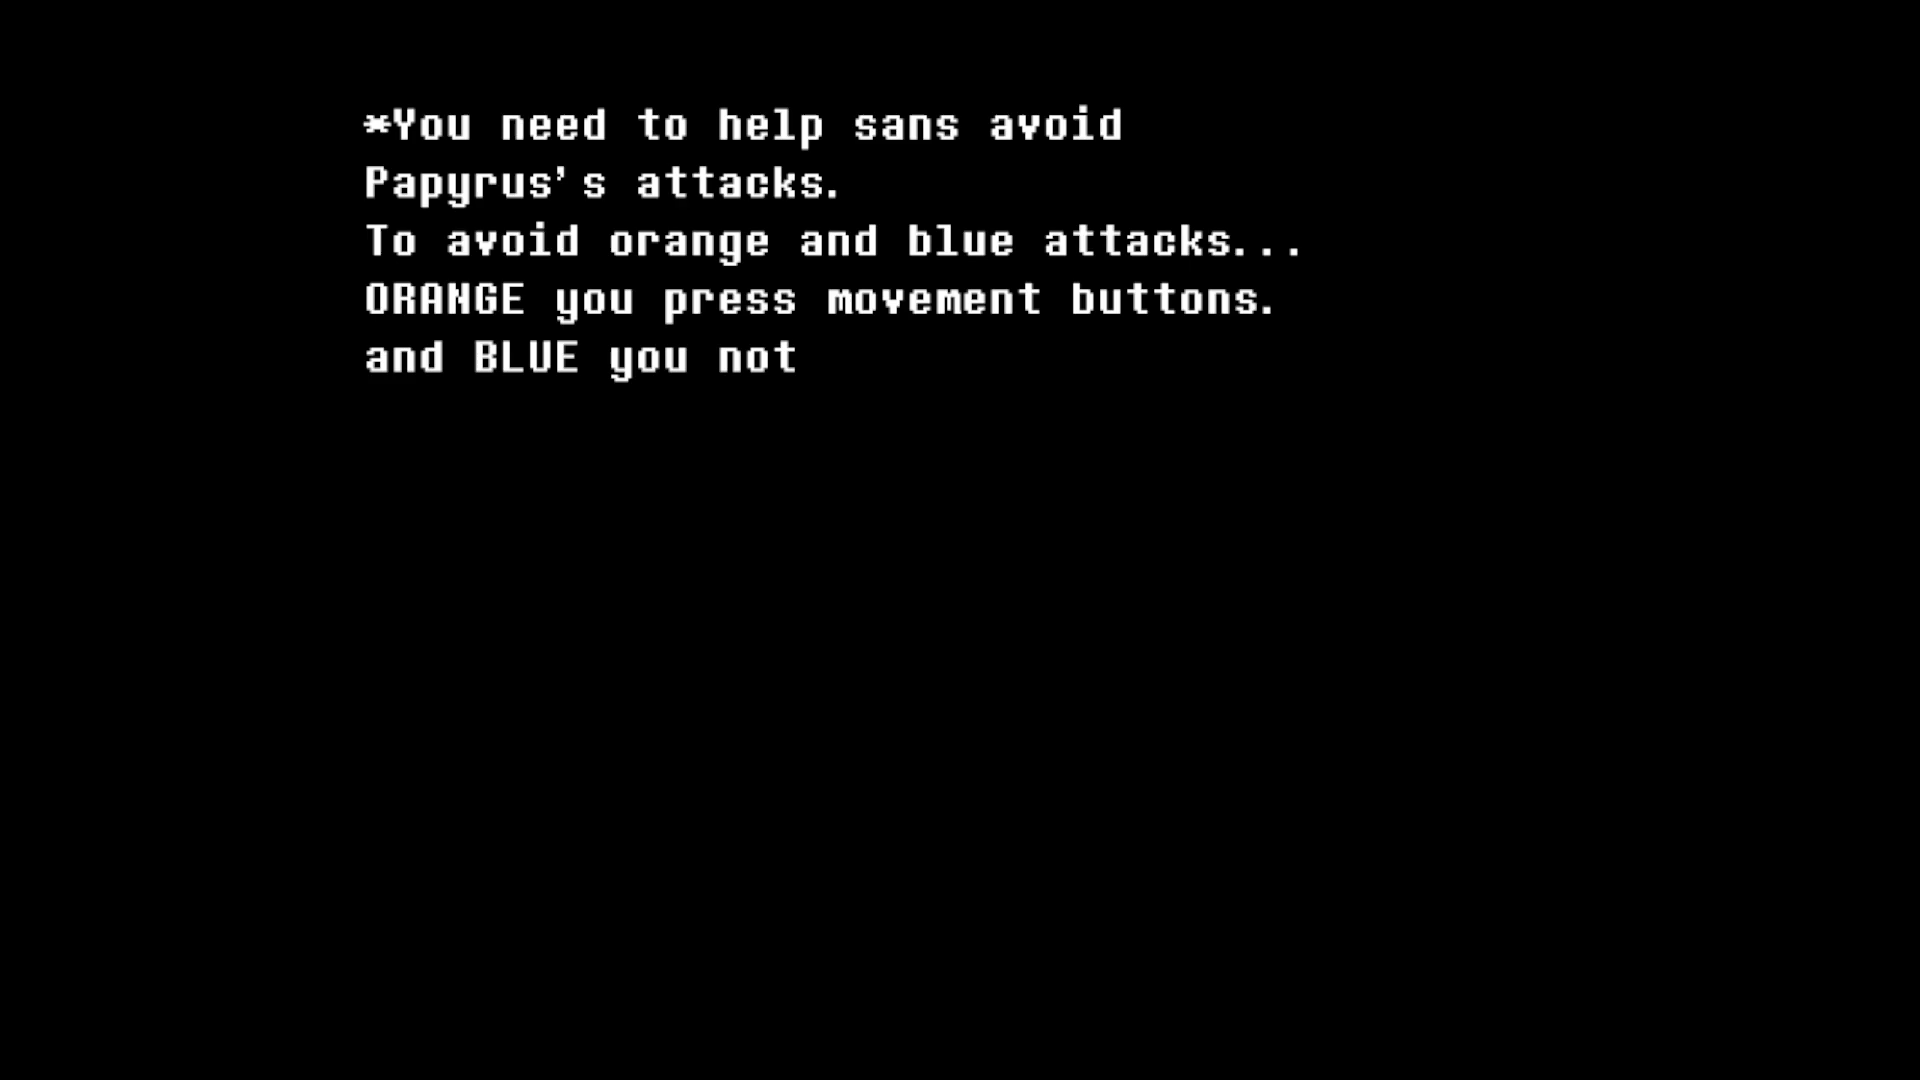 *You need to help sans avoid
Papyrus's attacks.
To avoid orange and blue attacks...
ORANGE you press movement buttons.
and BLUE you not